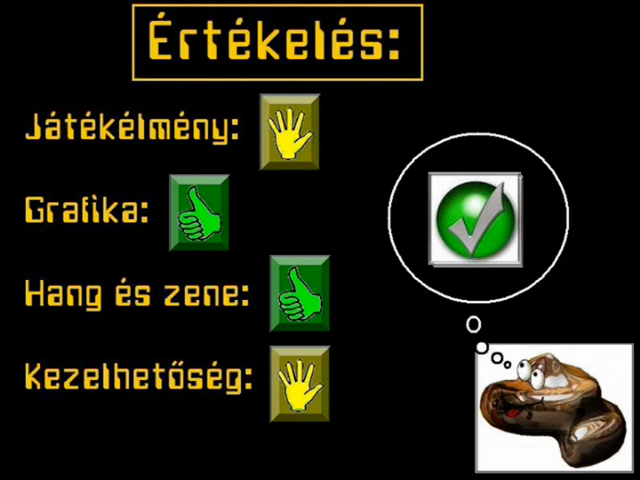 Értékelés:
Játékélmény:
Grafika:
Hang és zene:
Kezelhetőség: